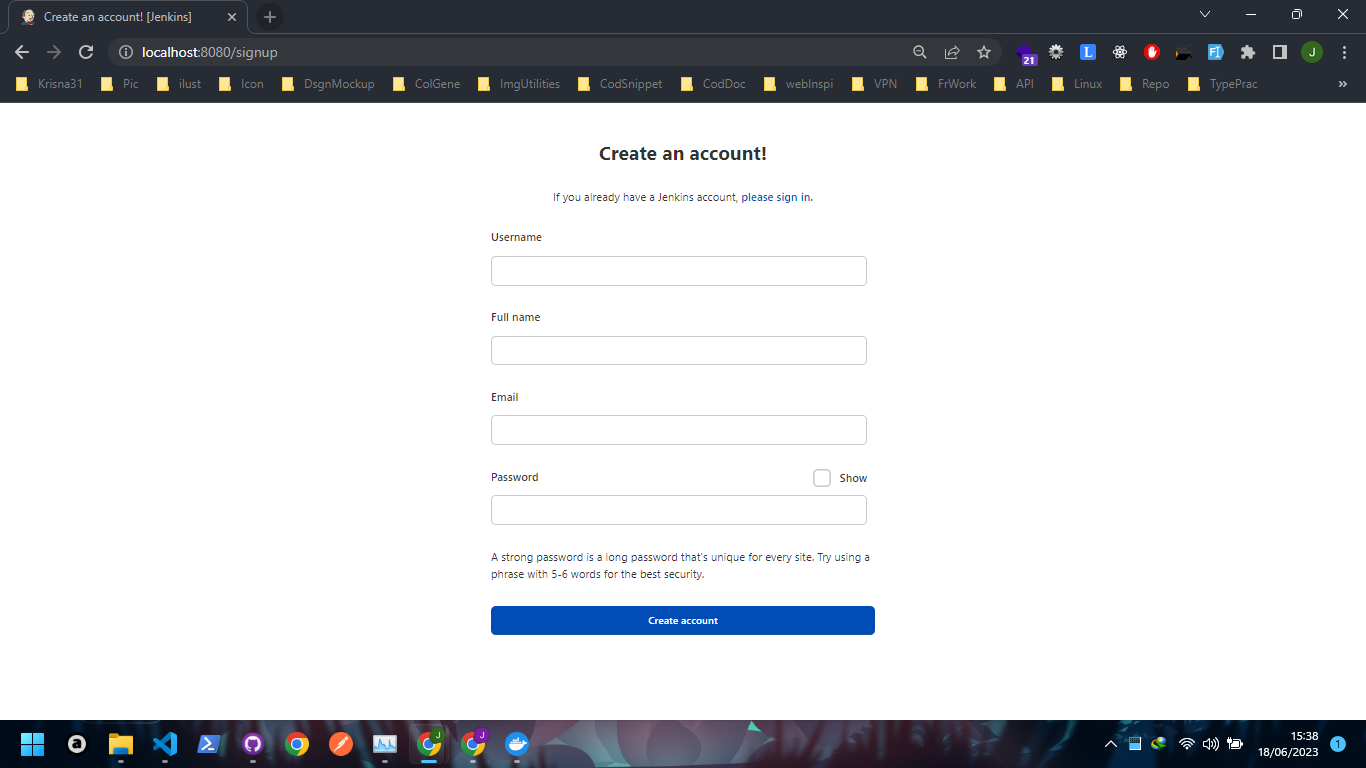 Create an account! [Jenkins]
localhost:8080/signup
21
L
J
Krisna31
Pic
ilust
Icon
DsgnMockup
ColGene
ImgUtilities
CodSnippet
CodDoc
webInspi
VPN
FrWork
API
Linux
Repo
TypePrac
»
Create an account!
If you already have a Jenkins account, please sign in.
Username
Full name
Email
Password
Show
A strong password is a long password that's unique for every site. Try using a
phrase with 5-6 words for the best security.
Create account
a
J
J
15:38
18/06/2023
1